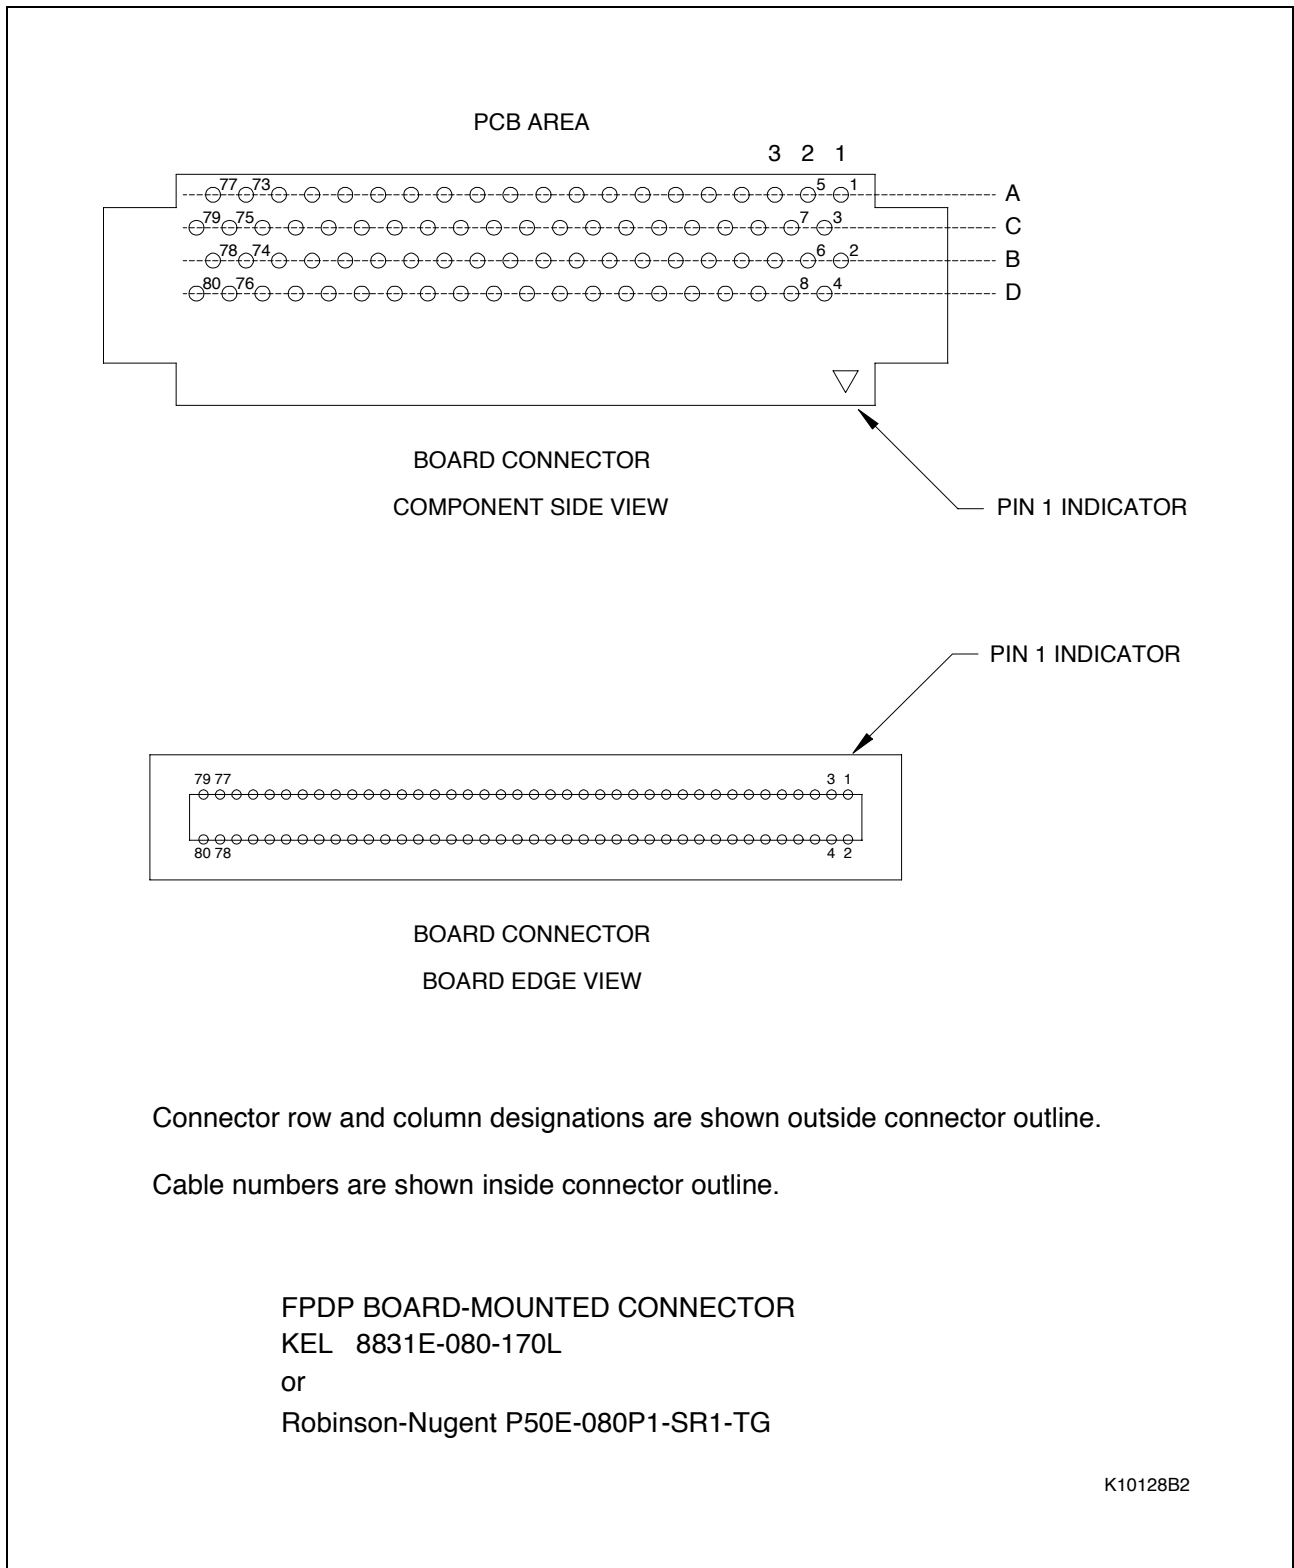 PCB AREA
3 2 1
77 73 5 1 A
79 75 7 3 C
78 74 6 2 B
80 76 8 4 D
BOARD CONNECTOR
COMPONENT SIDE VIEW
PIN 1 INDICATOR
PIN 1 INDICATOR
79 77 3 1
80 78 4 2
BOARD CONNECTOR
BOARD EDGE VIEW
Connector row and column designations are shown outside connector outline.
Cable numbers are shown inside connector outline.
FPDP BOARD-MOUNTED CONNECTOR
KEL 8831E-080-170L
or
Robinson-Nugent P50E-080P1-SR1-TG
K10128B2